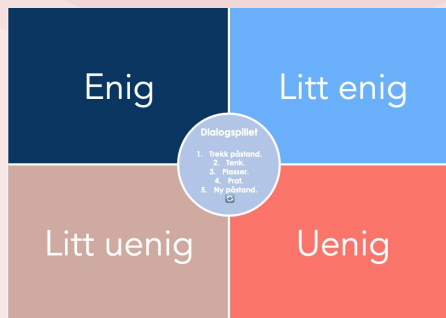 Enig
Litt enig
Dialogspillet
1. Trekk påstand.
2. Tenk.
3. Plasser.
4. Prat.
5. Ny påstand.
Litt uenig
Uenig